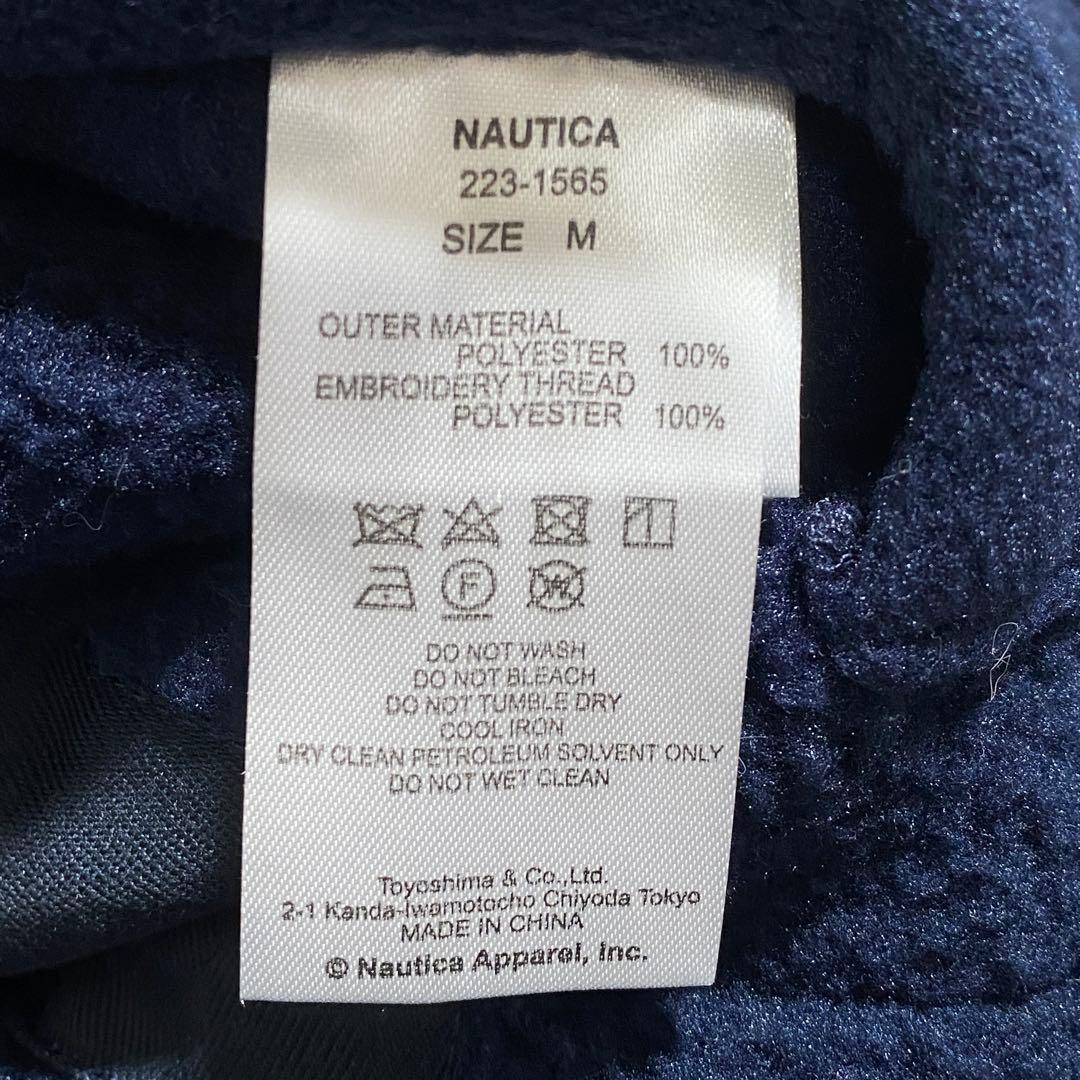 NAUTICA
223-1565
SIZE M
OUTER MATERIAL
POLYESTER 100%
EMBROIDERY THREAD
POLYESTER 100%
F
W
DO NOT WASH
DO NOT BLEACH
DO NOT TUMBLE DRY
COOL IRON
DRY CLEAN PETROLEUM SOLVENT ONLY
DO NOT WET CLEAN
Toyoshima & Co.,Ltd.
2-1 Kanda-Iwamotocho Chiyoda Tokyo
MADE IN CHINA
© Nautica Apparel, Inc.